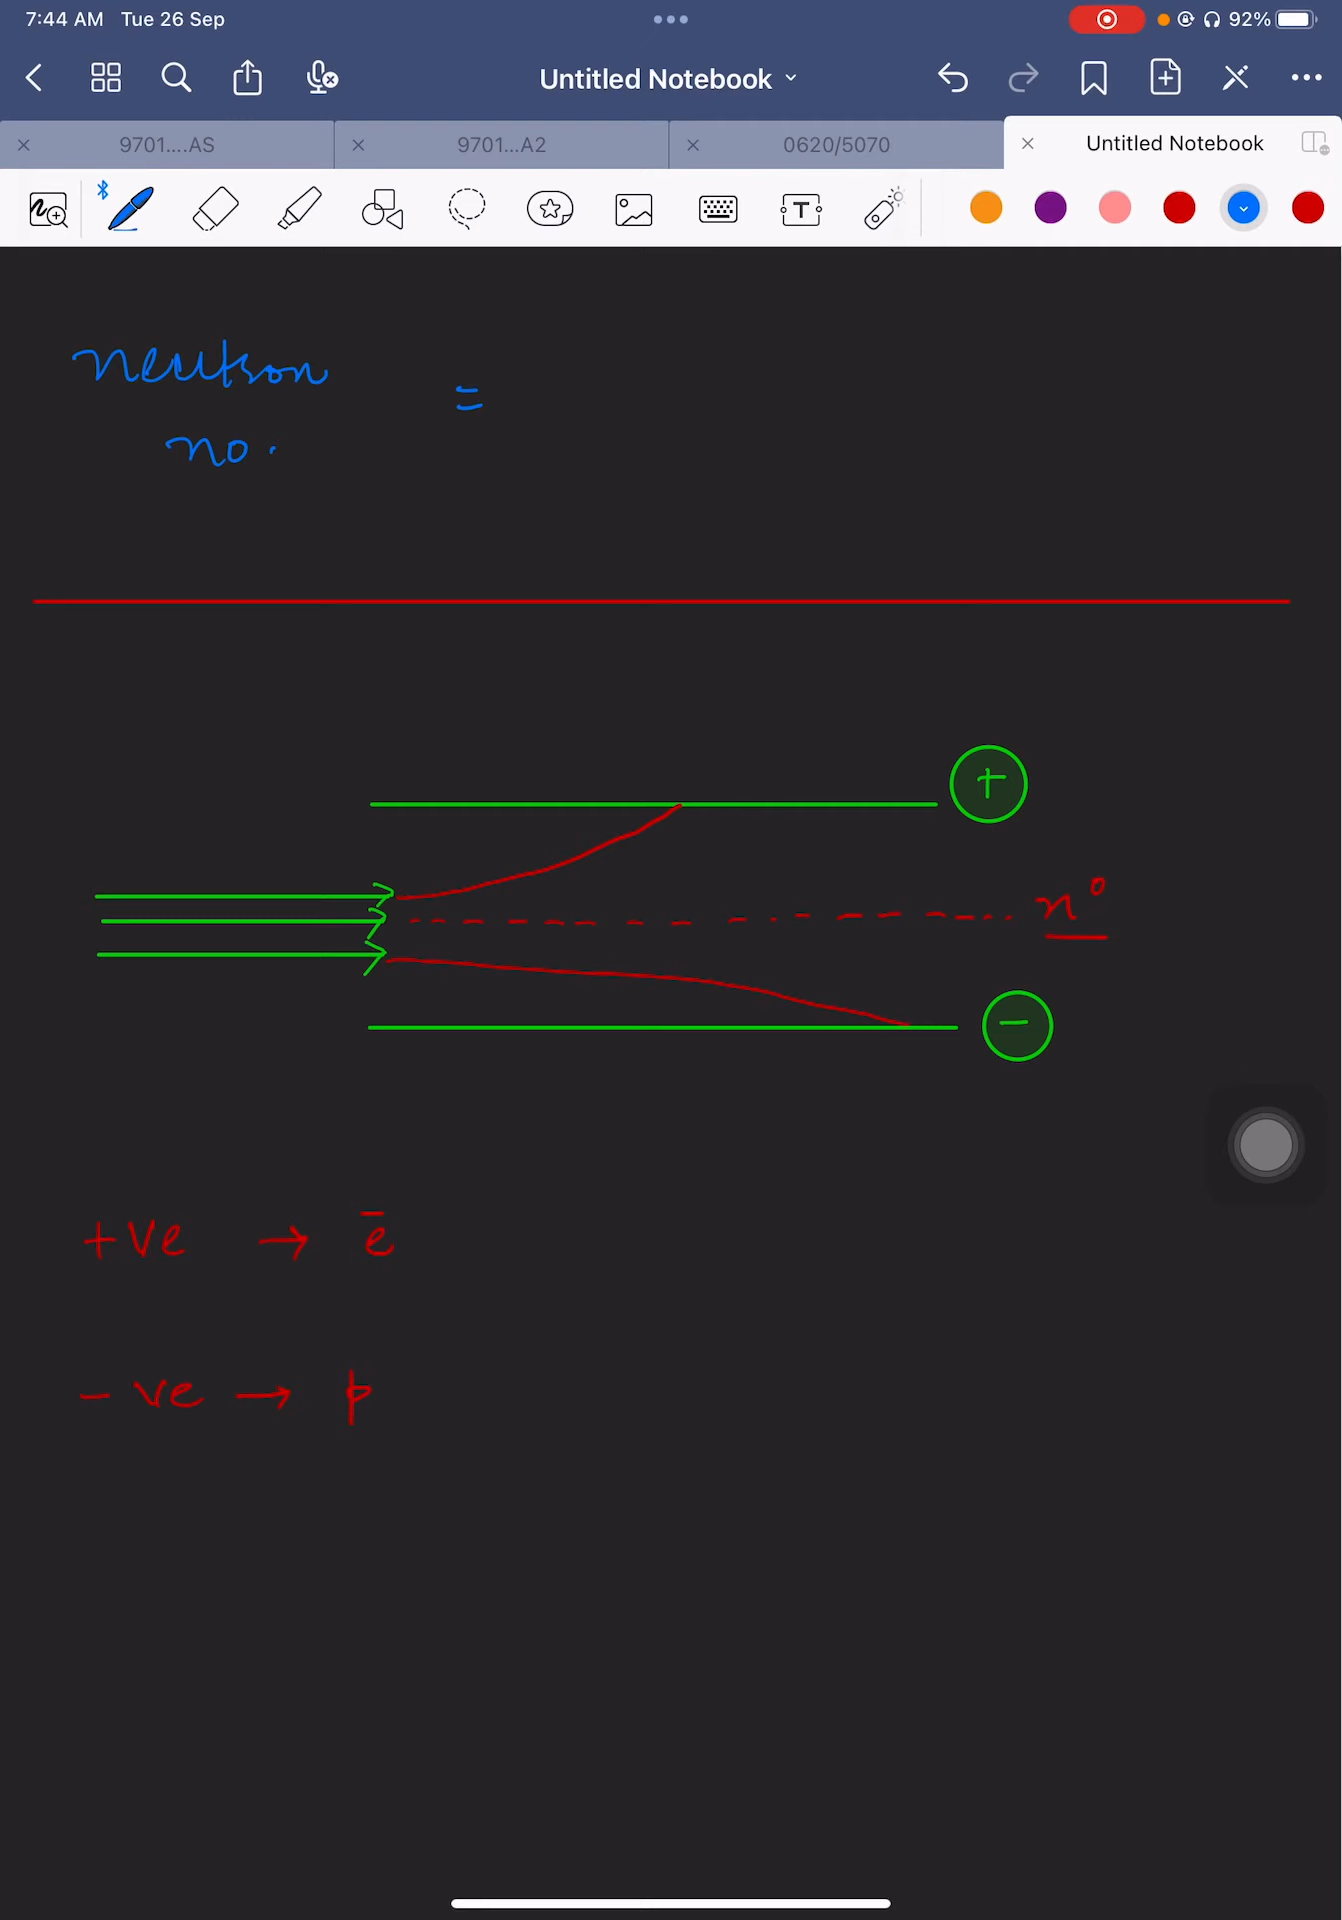 7:44 AM Tue 26 Sep
92%
Untitled Notebook
9701....AS
9701...A2
0620/5070
Untitled Notebook
T
neutron
no. =
+
n⁰
−
+ve → e̅
− ve → p